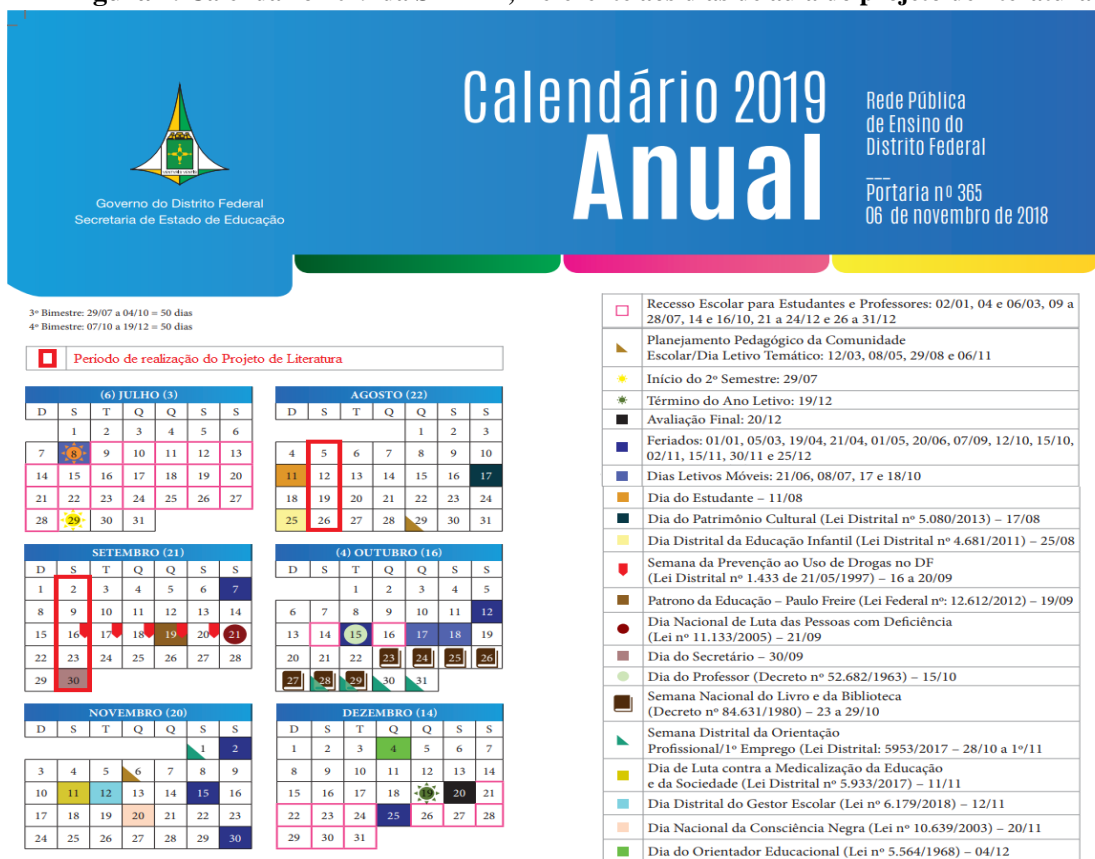 aos dias de aula do projeto de literatura
Calendário 2019
Anual
Rede Pública
de Ensino do
Distrito Federal
Portaria nº 365
06 de novembro de 2018
Governo do Distrito Federal
Secretaria de Estado de Educação
3º Bimestre: 29/07 a 04/10 = 50 dias
4º Bimestre: 07/10 a 19/12 = 50 dias
Período de realização do Projeto de Literatura
(6) JULHO (3)
D S T Q Q S S
1 2 3 4 5 6
7 8 9 10 11 12 13
14 15 16 17 18 19 20
21 22 23 24 25 26 27
28 29 30 31
AGOSTO (22)
D S T Q Q S S
1 2 3
4 5 6 7 8 9 10
11 12 13 14 15 16 17
18 19 20 21 22 23 24
25 26 27 28 29 30 31
SETEMBRO (21)
D S T Q Q S S
1 2 3 4 5 6 7
8 9 10 11 12 13 14
15 16 17 18 19 20 21
22 23 24 25 26 27 28
29 30
(4) OUTUBRO (16)
D S T Q Q S S
1 2 3 4 5
6 7 8 9 10 11 12
13 14 15 16 17 18 19
20 21 22 23 24 25 26
27 28 29 30 31
NOVEMBRO (20)
D S T Q Q S S
1 2
3 4 5 6 7 8 9
10 11 12 13 14 15 16
17 18 19 20 21 22 23
24 25 26 27 28 29 30
DEZEMBRO (14)
D S T Q Q S S
1 2 3 4 5 6 7
8 9 10 11 12 13 14
15 16 17 18 19 20 21
22 23 24 25 26 27 28
29 30 31
Recesso Escolar para Estudantes e Professores: 02/01, 04 e 06/03, 09 a
28/07, 14 e 16/10, 21 a 24/12 e 26 a 31/12
Planejamento Pedagógico da Comunidade
Escolar/Dia Letivo Temático: 12/03, 08/05, 29/08 e 06/11
Início do 2º Semestre: 29/07
Término do Ano Letivo: 19/12
Avaliação Final: 20/12
Feriados: 01/01, 05/03, 19/04, 21/04, 01/05, 20/06, 07/09, 12/10, 15/10,
02/11, 15/11, 30/11 e 25/12
Dias Letivos Móveis: 21/06, 08/07, 17 e 18/10
Dia do Estudante – 11/08
Dia do Patrimônio Cultural (Lei Distrital nº 5.080/2013) – 17/08
Dia Distrital da Educação Infantil (Lei Distrital nº 4.681/2011) – 25/08
Semana da Prevenção ao Uso de Drogas no DF
(Lei Distrital nº 1.433 de 21/05/1997) – 16 a 20/09
Patrono da Educação – Paulo Freire (Lei Federal nº: 12.612/2012) – 19/09
Dia Nacional de Luta das Pessoas com Deficiência
(Lei nº 11.133/2005) – 21/09
Dia do Secretário – 30/09
Dia do Professor (Decreto nº 52.682/1963) – 15/10
Semana Nacional do Livro e da Biblioteca
(Decreto nº 84.631/1980) – 23 a 29/10
Semana Distrital da Orientação
Profissional/1º Emprego (Lei Distrital: 5953/2017 – 28/10 a 1º/11
Dia de Luta contra a Medicalização da Educação
e da Sociedade (Lei Distrital nº 5.933/2017) – 11/11
Dia Distrital do Gestor Escolar (Lei nº 6.179/2018) – 12/11
Dia Nacional da Consciência Negra (Lei nº 10.639/2003) – 20/11
Dia do Orientador Educacional (Lei nº 5.564/1968) – 04/12